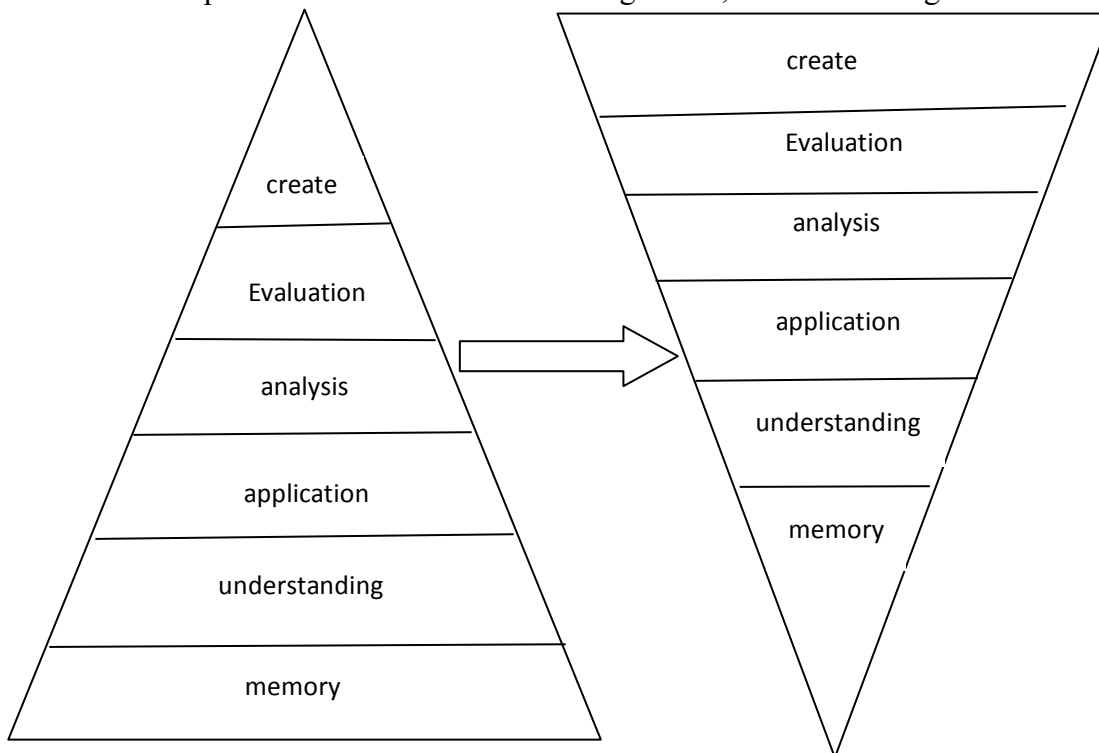 create
Evaluation
analysis
application
understanding
memory
create
Evaluation
analysis
application
understanding
memory